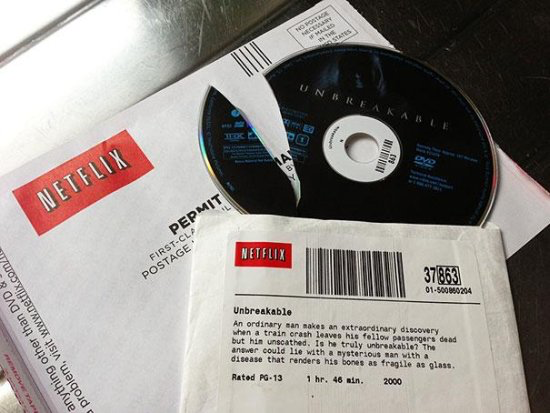 NO POSTAGE
NECESSARY
IF MAILED
IN THE
UNITED STATES
UNBREAKABLE
DVD
NETFLIX
PERMIT
FIRST-CLA
POSTAGE
anything other than DVD &
problem, visit www.netflix.com/
NETFLIX
37 863
01-500860204
Unbreakable
An ordinary man makes an extraordinary discovery
when a train crash leaves his fellow passengers dead
but him unscathed. Is he truly unbreakable? The
answer could lie with a mysterious man with a
disease that renders his bones as fragile as glass.
Rated PG-13 1 hr. 46 min. 2000